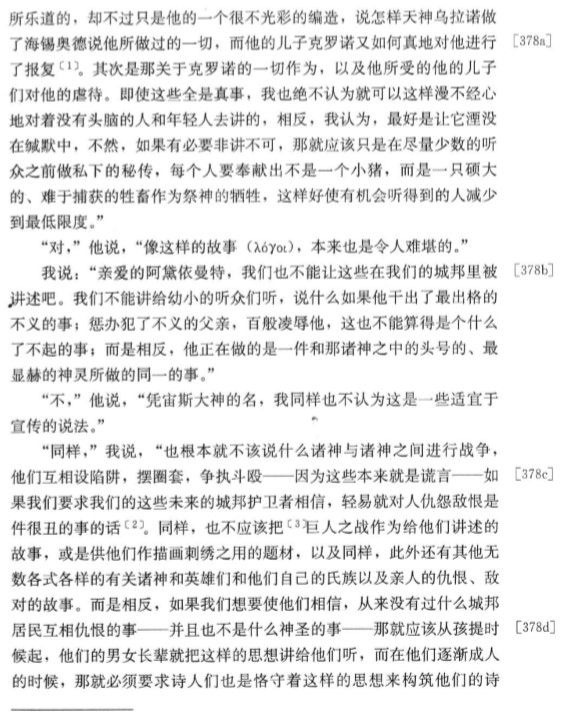 所乐道的，却不过只是他的一个很不光彩的编造，说怎样天神乌拉诺做
了海锡奥德说他所做过的一切，而他的儿子克罗诺又如何真地对他进行 [378a]
了报复〔1〕。其次是那关于克罗诺的一切作为，以及他所受的他的儿子
们对他的虐待。即使这些全是真事，我也绝不认为就可以这样漫不经心
地对着没有头脑的人和年轻人去讲的，相反，我认为，最好是让它湮没
在缄默中，不然，如果有必要非讲不可，那就应该只是在尽量少数的听
众之前做私下的秘传，每个人要奉献出不是一个小猪，而是一只硕大
的、难于捕获的牲畜作为祭神的牺牲，这样好使有机会听得到的人减少
到最低限度。”
“对，”他说，“像这样的故事（λόγοι），本来也是令人难堪的。”
我说：“亲爱的阿黛依曼特，我们也不能让这些在我们的城邦里被 [378b]
讲述吧。我们不能讲给幼小的听众们听，说什么如果他干出了最出格的
不义的事；惩办犯了不义的父亲，百般凌辱他，这也不能算得是个什么
了不起的事；而是相反，他正在做的是一件和那诸神之中的头号的、最
显赫的神灵所做的同一的事。”
“不，”他说，“凭宙斯大神的名，我同样也不认为这是一些适宜于
宣传的说法。”
“同样，”我说，“也根本就不该说什么诸神与诸神之间进行战争，
他们互相设陷阱，摆圈套，争执斗殴——因为这些本来就是谎言——如 [378c]
果我们要求我们的这些未来的城邦护卫者相信，轻易就对人仇怨敌恨是
件很丑的事的话〔2〕。同样，也不应该把〔3〕巨人之战作为给他们讲述的
故事，或是供他们作描画刺绣之用的题材，以及同样，此外还有其他无
数各式各样的有关诸神和英雄们和他们自己的氏族以及亲人的仇恨、敌
对的故事。而是相反，如果我们想要使他们相信，从来没有过什么城邦
居民互相仇恨的事——并且也不是什么神圣的事——那就应该从孩提时 [378d]
候起，他们的男女长辈就把这样的思想讲给他们听，而在他们逐渐成人
的时候，那就必须要求诗人们也是恪守着这样的思想来构筑他们的诗